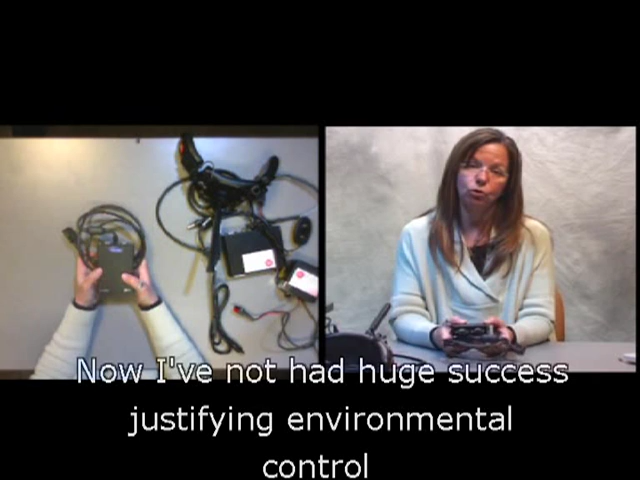 Now I've not had huge success
justifying environmental
control